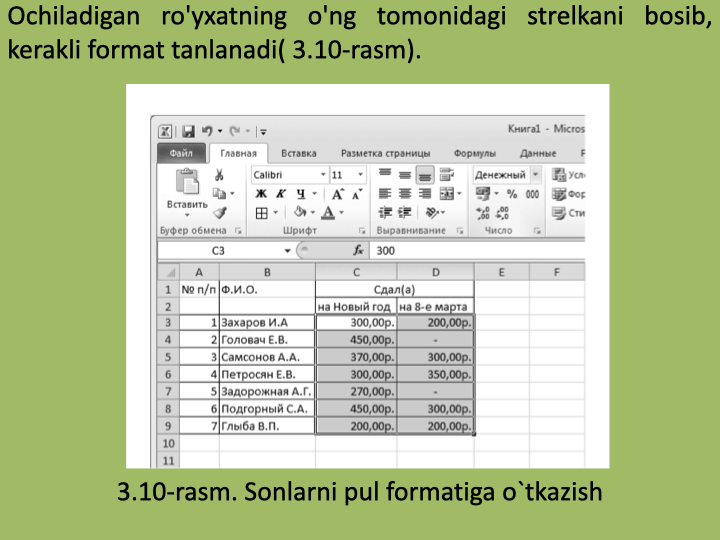 Ochiladigan ro'yxatning o'ng tomonidagi strelkani bosib,
kerakli format tanlanadi( 3.10-rasm).
Книга1 - Micros
Файл Главная Вставка Разметка страницы Формулы Данные
Вставить
Calibri 11
Ж К Ч
Денежный
% 000
Усл
Фор
Сти
Буфер обмена Шрифт Выравнивание Число
C3 fx 300
A B C D E F
1 № п/п Ф.И.О. Сдал(а)
2 на Новый год на 8-е марта
3 1 Захаров И.А 300,00р. 200,00р.
4 2 Головач Е.В. 450,00р. -
5 3 Самсонов А.А. 370,00р. 300,00р.
6 4 Петросян Е.В. 300,00р. 350,00р.
7 5 Задорожная А.Г. 270,00р. -
8 6 Подгорный С.А. 450,00р. 300,00р.
9 7 Глыба В.П. 200,00р. 200,00р.
10
11
3.10-rasm. Sonlarni pul formatiga o`tkazish